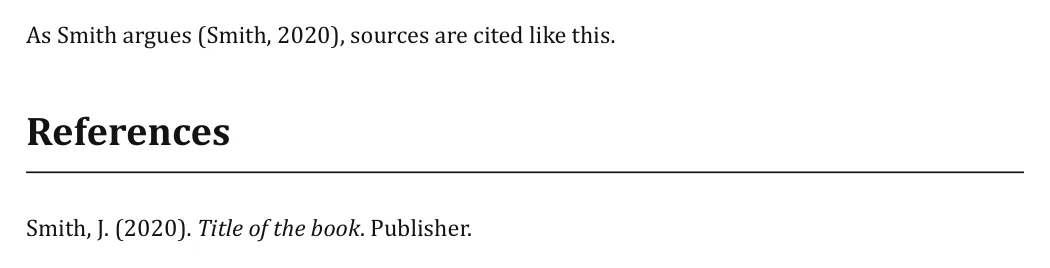 As Smith argues (Smith, 2020), sources are cited like this.
References
Smith, J. (2020). Title of the book. Publisher.